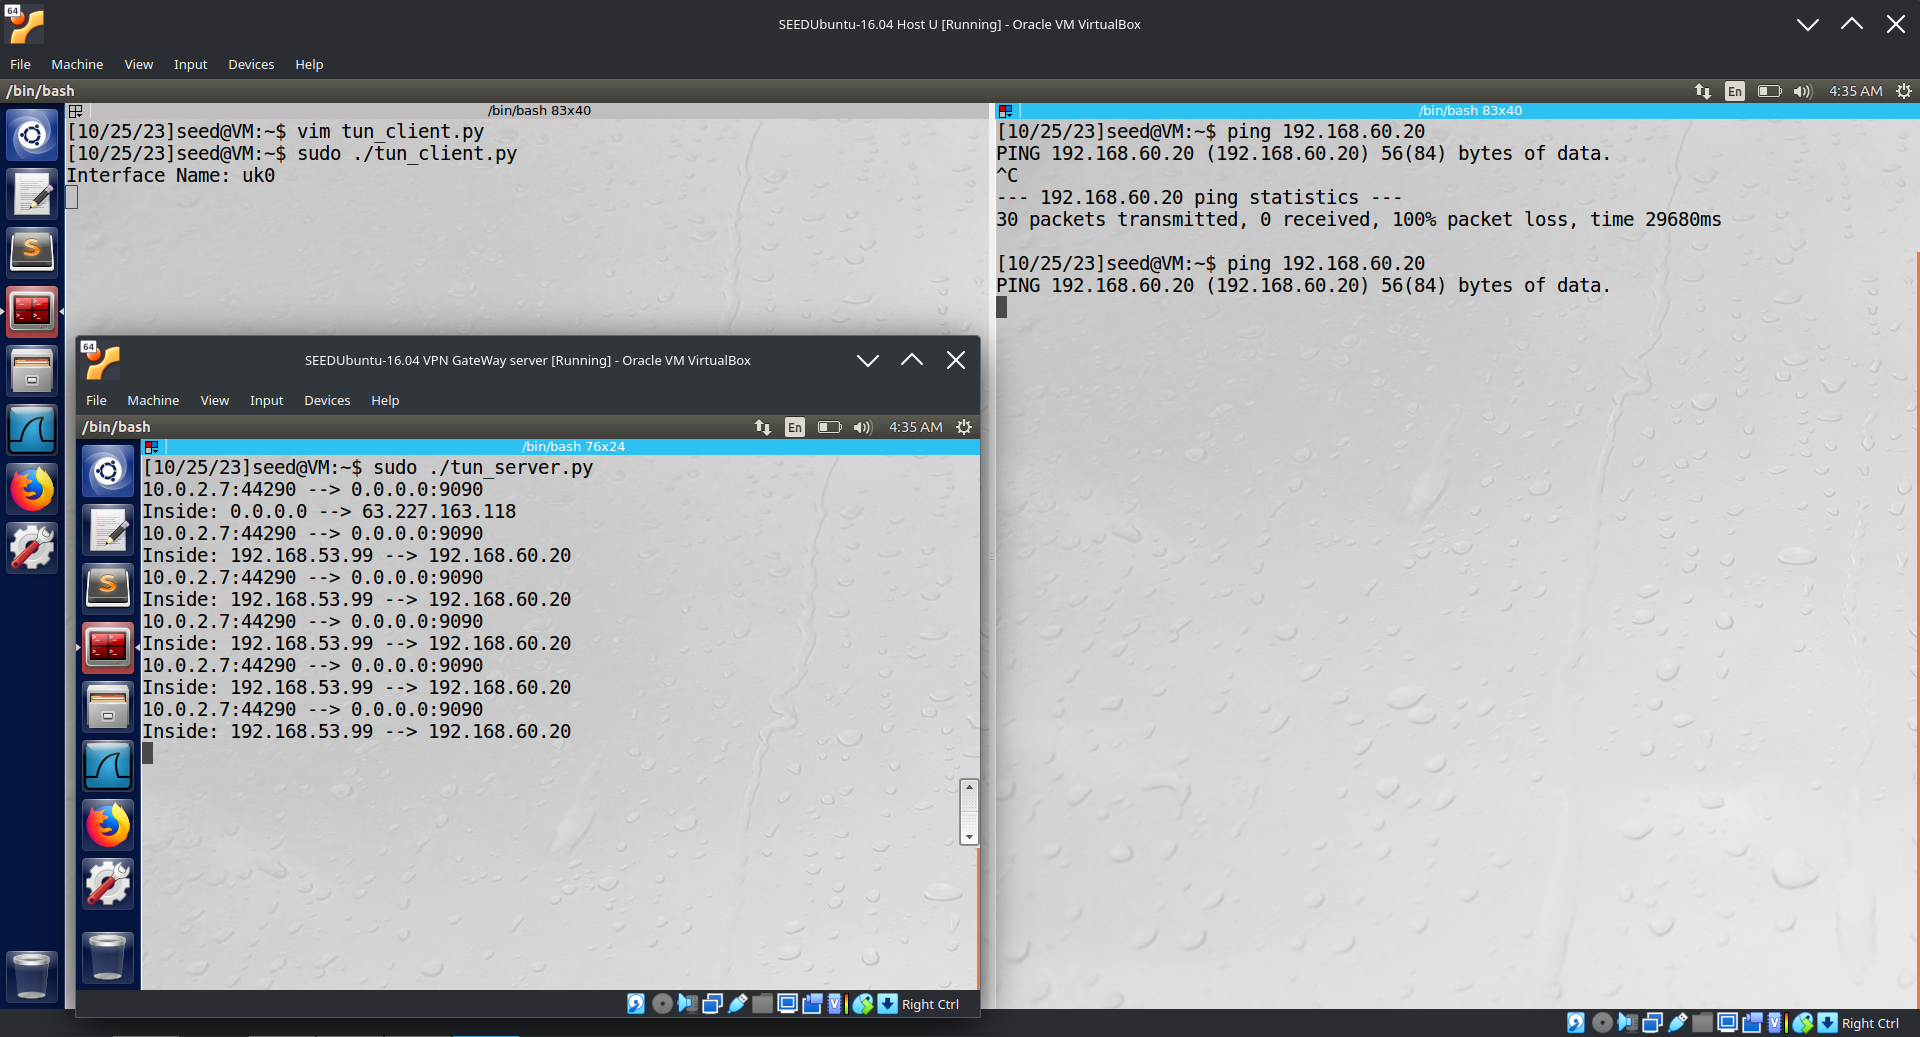 64
SEEDUbuntu-16.04 Host U [Running] - Oracle VM VirtualBox
File Machine View Input Devices Help
/bin/bash
En 4:35 AM
/bin/bash 83x40
[10/25/23]seed@VM:~$ vim tun_client.py
[10/25/23]seed@VM:~$ sudo ./tun_client.py
Interface Name: uk0
/bin/bash 83x40
[10/25/23]seed@VM:~$ ping 192.168.60.20
PING 192.168.60.20 (192.168.60.20) 56(84) bytes of data.
^C
--- 192.168.60.20 ping statistics ---
30 packets transmitted, 0 received, 100% packet loss, time 29680ms
[10/25/23]seed@VM:~$ ping 192.168.60.20
PING 192.168.60.20 (192.168.60.20) 56(84) bytes of data.
64
SEEDUbuntu-16.04 VPN GateWay server [Running] - Oracle VM VirtualBox
File Machine View Input Devices Help
/bin/bash
En 4:35 AM
/bin/bash 76x24
[10/25/23]seed@VM:~$ sudo ./tun_server.py
10.0.2.7:44290 --> 0.0.0.0:9090
Inside: 0.0.0.0 --> 63.227.163.118
10.0.2.7:44290 --> 0.0.0.0:9090
Inside: 192.168.53.99 --> 192.168.60.20
10.0.2.7:44290 --> 0.0.0.0:9090
Inside: 192.168.53.99 --> 192.168.60.20
10.0.2.7:44290 --> 0.0.0.0:9090
Inside: 192.168.53.99 --> 192.168.60.20
10.0.2.7:44290 --> 0.0.0.0:9090
Inside: 192.168.53.99 --> 192.168.60.20
10.0.2.7:44290 --> 0.0.0.0:9090
Inside: 192.168.53.99 --> 192.168.60.20
Right Ctrl
Right Ctrl